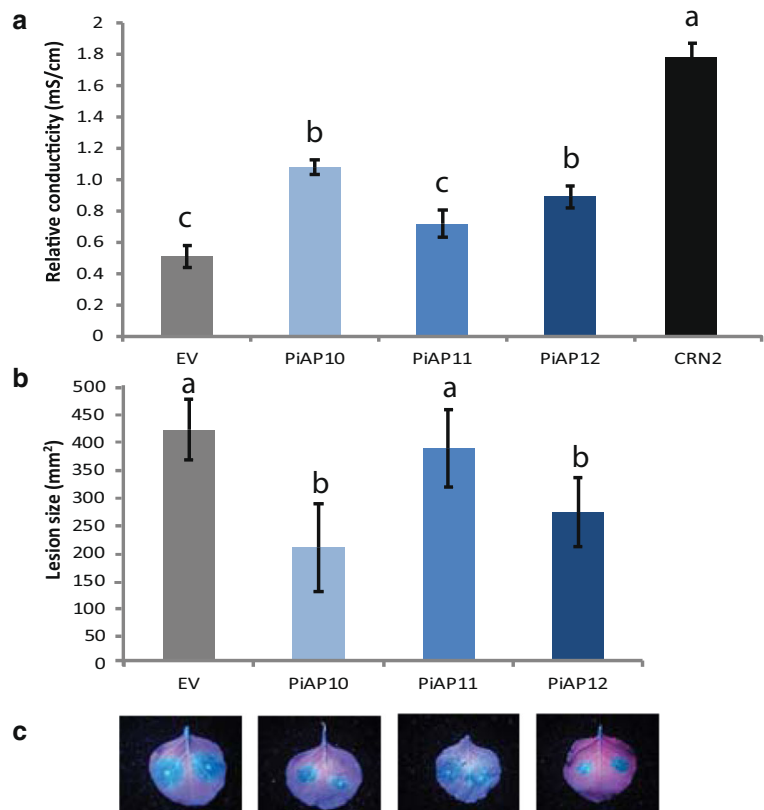 a
Relative conducticity (mS/cm)
2
1.8
1.6
1.4
1.2
1.0
0.8
0.6
0.4
0.2
0
c
b
c
b
a
EV PiAP10 PiAP11 PiAP12 CRN2
b
Lesion size (mm²)
500
450
400
350
300
250
200
150
100
50
0
a
b
a
b
EV PiAP10 PiAP11 PiAP12
c